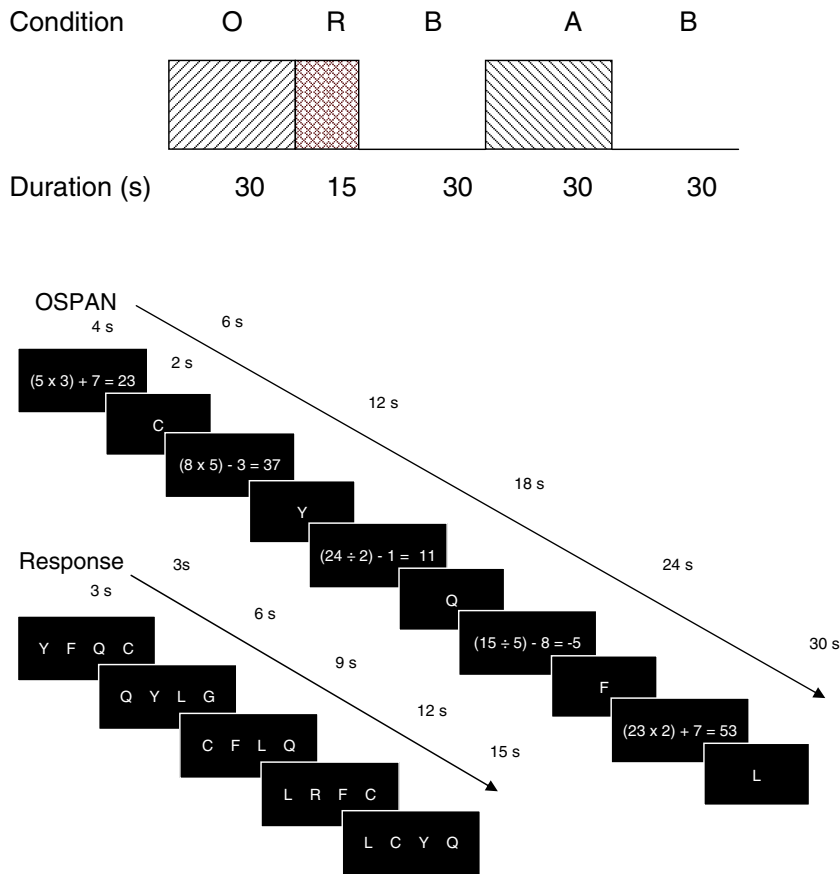 Condition O R B A B
Duration (s) 30 15 30 30 30
OSPAN
4 s
6 s
2 s
12 s
18 s
24 s
30 s
(5 x 3) + 7 = 23
C
(8 x 5) - 3 = 37
Y
(24 ÷ 2) - 1 = 11
Q
(15 ÷ 5) - 8 = -5
F
(23 x 2) + 7 = 53
L
Response
3 s
3s
6 s
9 s
12 s
15 s
Y F Q C
Q Y L G
C F L Q
L R F C
L C Y Q